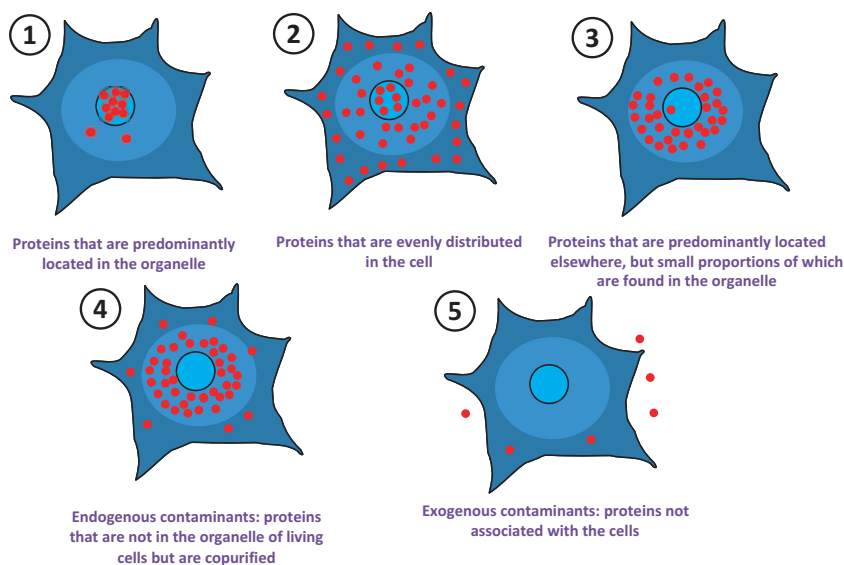 1
2
3
Proteins that are predominantly
located in the organelle
Proteins that are evenly distributed
in the cell
Proteins that are predominantly located
elsewhere, but small proportions of which
are found in the organelle
4
5
Endogenous contaminants: proteins
that are not in the organelle of living
cells but are copurified
Exogenous contaminants: proteins not
associated with the cells